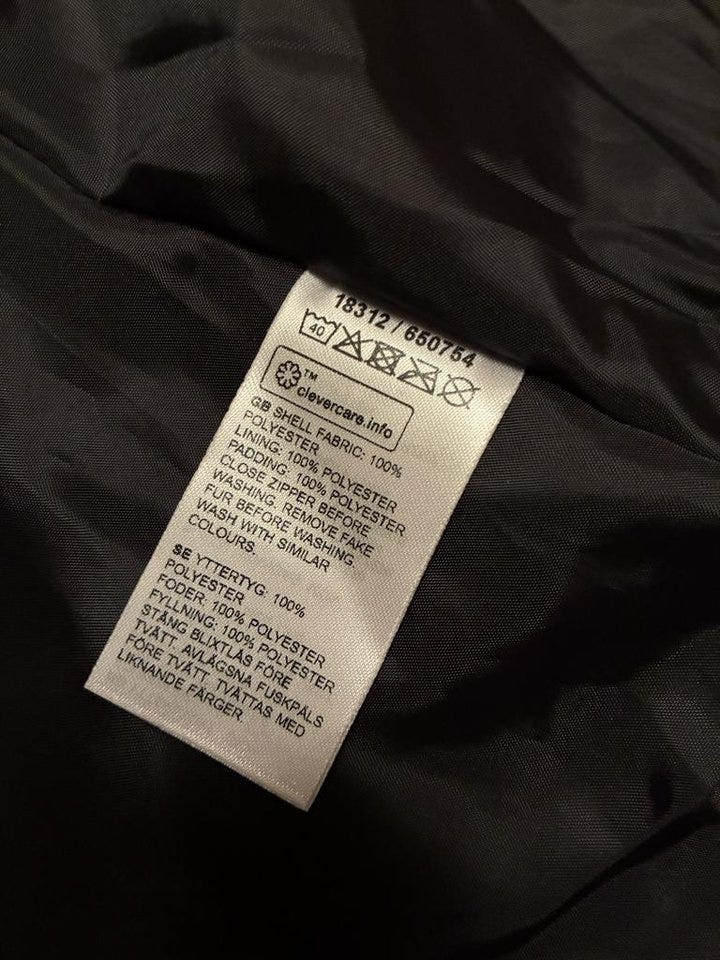 18312 / 650754
40
™
clevercare.info
GB SHELL FABRIC: 100%
POLYESTER
LINING: 100% POLYESTER
PADDING: 100% POLYESTER
CLOSE ZIPPER BEFORE
WASHING. REMOVE FAKE
FUR BEFORE WASHING.
WASH WITH SIMILAR
COLOURS.
SE YTTERTYG: 100%
POLYESTER
FODER: 100% POLYESTER
FYLLNING: 100% POLYESTER
STÄNG BLIXTLÅS FÖRE
TVÄTT. AVLÄGSNA FUSKPÄLS
FÖRE TVÄTT. TVÄTTAS MED
LIKNANDE FÄRGER.